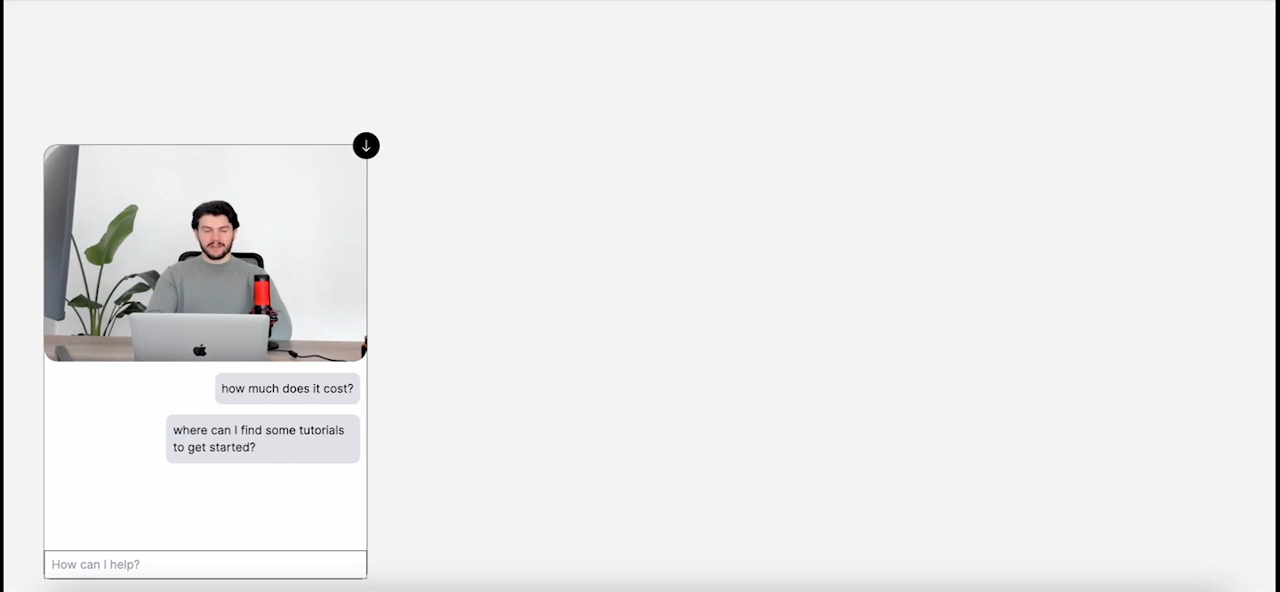 how much does it cost?
where can I find some tutorials
to get started?
How can I help?